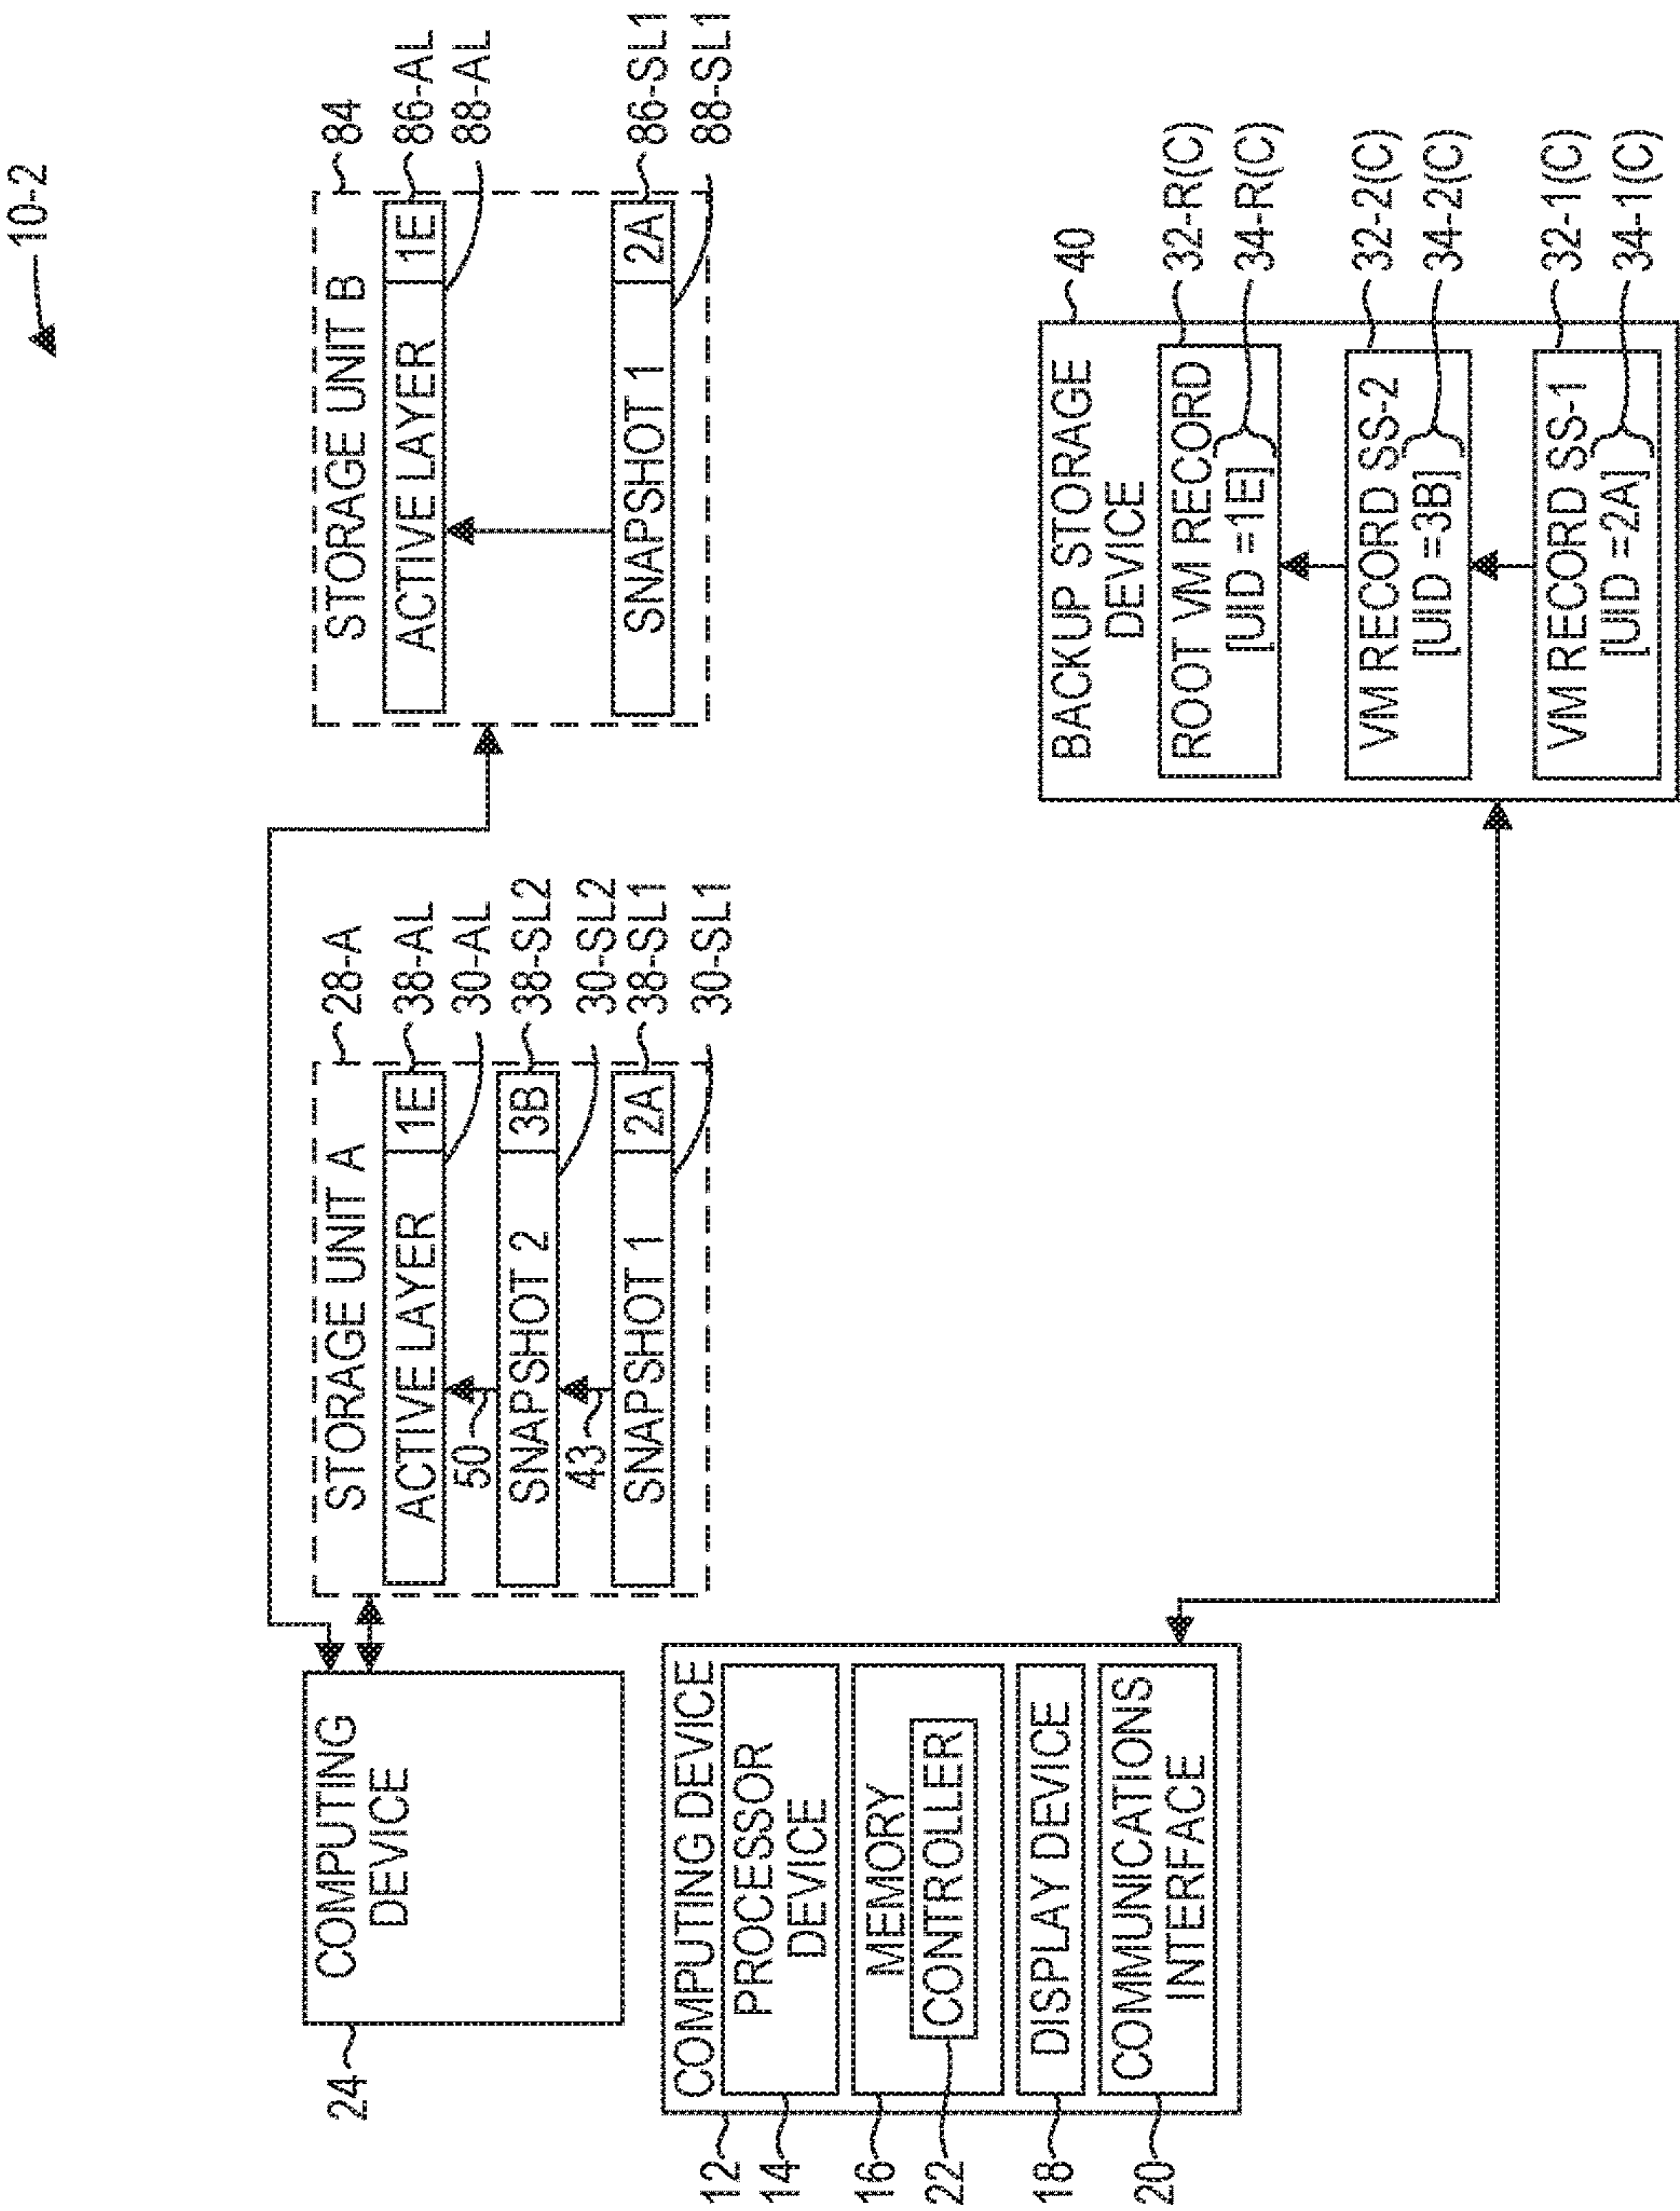 10-2
COMPUTING
DEVICE
24
STORAGE UNIT A
28-A
ACTIVE LAYER
1E
38-AL
30-AL
50
SNAPSHOT 2
3B
38-SL2
30-SL2
43
SNAPSHOT 1
2A
38-SL1
30-SL1
STORAGE UNIT B
84
ACTIVE LAYER
1E
86-AL
88-AL
SNAPSHOT 1
2A
86-SL1
88-SL1
COMPUTING DEVICE
12
PROCESSOR
DEVICE
14
MEMORY
16
CONTROLLER
22
DISPLAY DEVICE
18
COMMUNICATIONS
INTERFACE
20
BACKUP STORAGE
DEVICE
40
ROOT VM RECORD
32-R(C)
[UID =1E]
34-R(C)
VM RECORD SS-2
32-2(C)
[UID =3B]
34-2(C)
VM RECORD SS-1
32-1(C)
[UID =2A]
34-1(C)